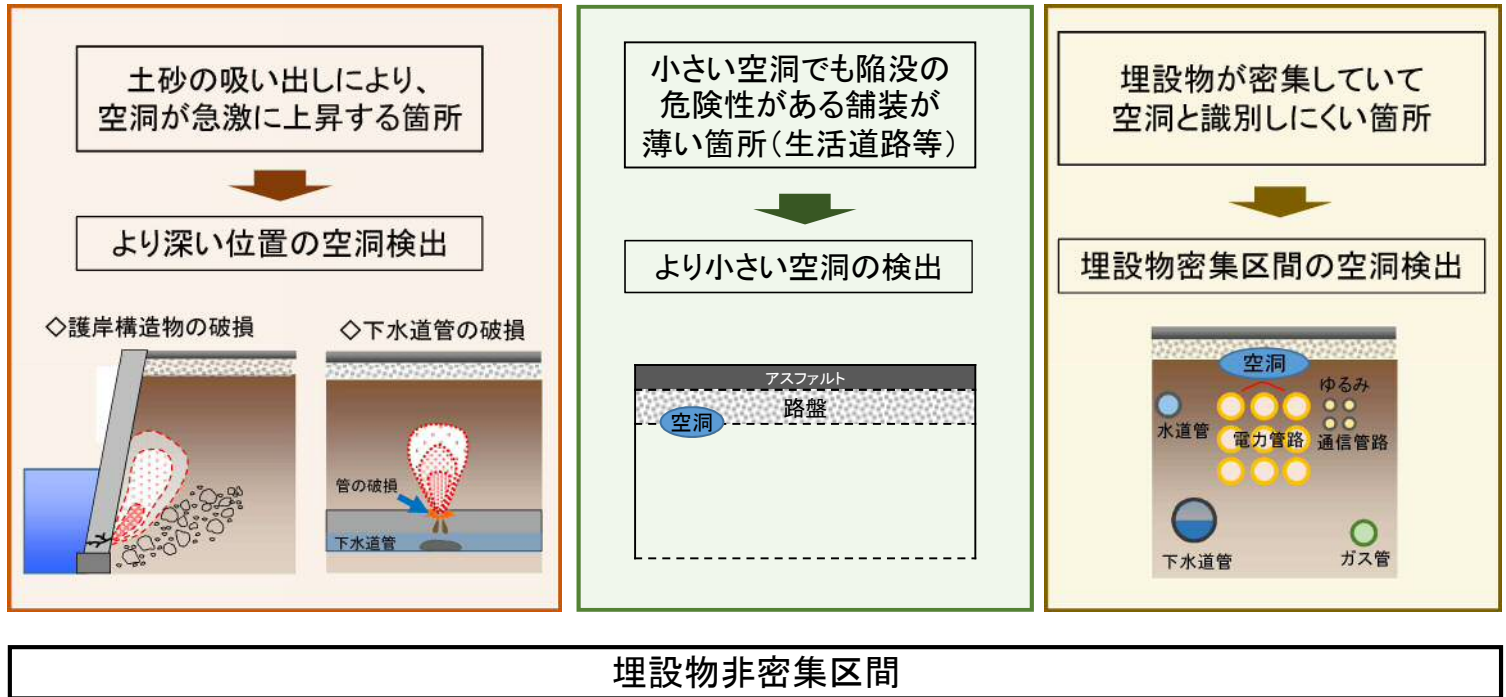 土砂の吸い出しにより、
空洞が急激に上昇する箇所
より深い位置の空洞検出
◇護岸構造物の破損
◇下水道管の破損
管の破損
下水道管
小さい空洞でも陥没の
危険性がある舗装が
薄い箇所(生活道路等)
より小さい空洞の検出
アスファルト
路盤
空洞
埋設物が密集していて
空洞と識別しにくい箇所
埋設物密集区間の空洞検出
空洞
ゆるみ
水道管
電力管路
通信管路
下水道管
ガス管
埋設物非密集区間